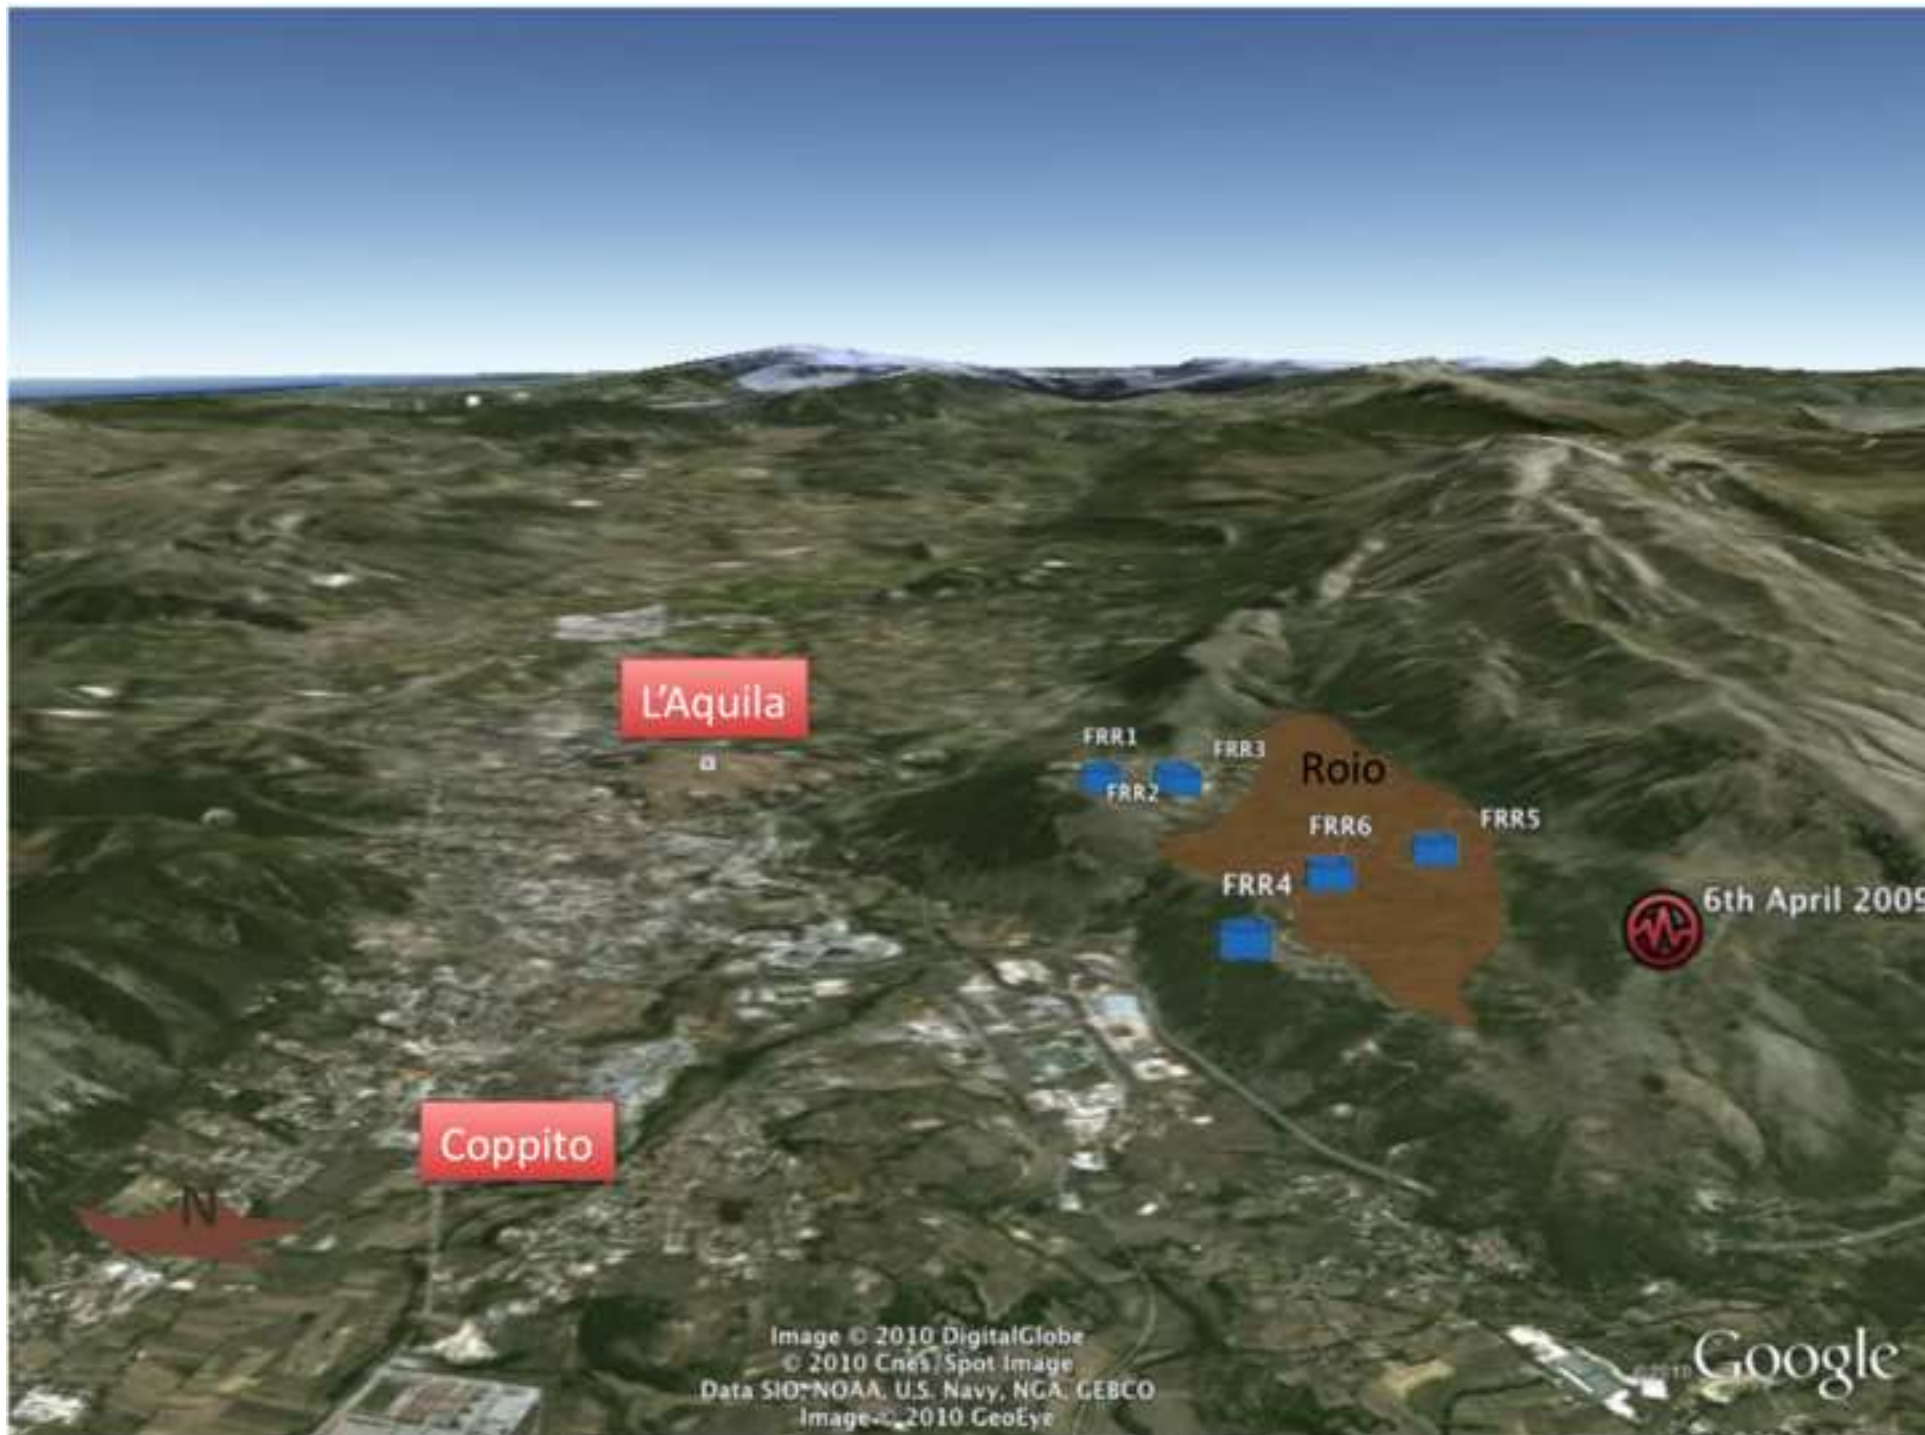 L'Aquila
α
FRR1
FRR3
FRR2
Roio
FRR6
FRR5
FRR4
6th April 2009
Coppito
N
Image © 2010 DigitalGlobe
© 2010 Cnes/Spot Image
Data SIO, NOAA, U.S. Navy, NGA, GEBCO
Image © 2010 GeoEye
©2010 Google